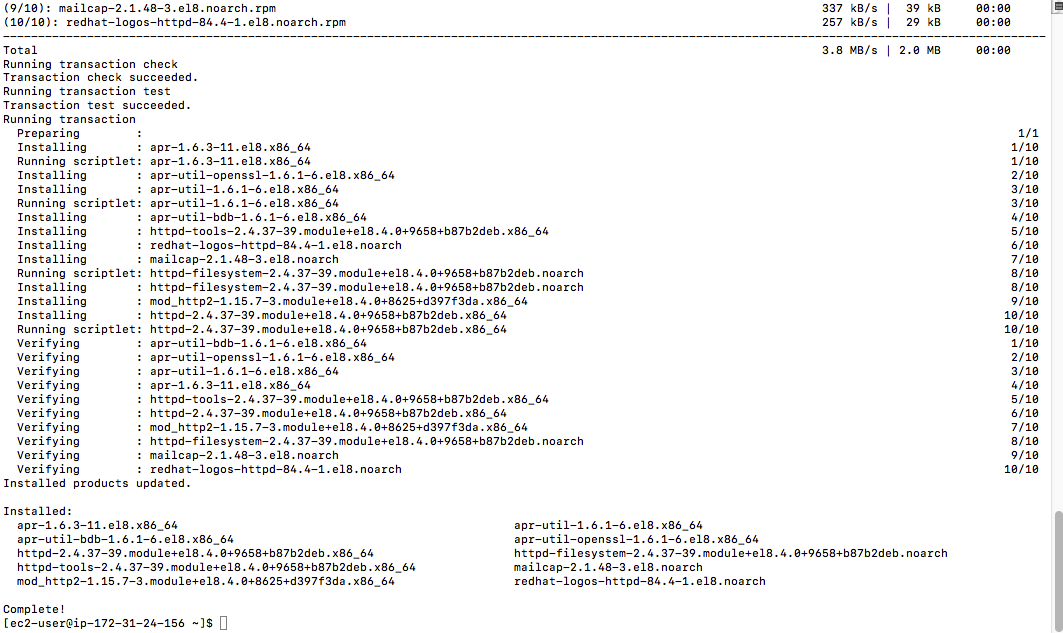 (9/10): mailcap-2.1.48-3.el8.noarch.rpm 337 kB/s | 39 kB 00:00
(10/10): redhat-logos-httpd-84.4-1.el8.noarch.rpm 257 kB/s | 29 kB 00:00
--------------------------------------------------------------------------------
Total 3.8 MB/s | 2.0 MB 00:00
Running transaction check
Transaction check succeeded.
Running transaction test
Transaction test succeeded.
Running transaction
Preparing : 1/1
Installing : apr-1.6.3-11.el8.x86_64 1/10
Running scriptlet: apr-1.6.3-11.el8.x86_64 1/10
Installing : apr-util-openssl-1.6.1-6.el8.x86_64 2/10
Installing : apr-util-1.6.1-6.el8.x86_64 3/10
Running scriptlet: apr-util-1.6.1-6.el8.x86_64 3/10
Installing : apr-util-bdb-1.6.1-6.el8.x86_64 4/10
Installing : httpd-tools-2.4.37-39.module+el8.4.0+9658+b87b2deb.x86_64 5/10
Installing : redhat-logos-httpd-84.4-1.el8.noarch 6/10
Installing : mailcap-2.1.48-3.el8.noarch 7/10
Running scriptlet: httpd-filesystem-2.4.37-39.module+el8.4.0+9658+b87b2deb.noarch 8/10
Installing : httpd-filesystem-2.4.37-39.module+el8.4.0+9658+b87b2deb.noarch 8/10
Installing : mod_http2-1.15.7-3.module+el8.4.0+8625+d397f3da.x86_64 9/10
Installing : httpd-2.4.37-39.module+el8.4.0+9658+b87b2deb.x86_64 10/10
Running scriptlet: httpd-2.4.37-39.module+el8.4.0+9658+b87b2deb.x86_64 10/10
Verifying : apr-util-bdb-1.6.1-6.el8.x86_64 1/10
Verifying : apr-util-openssl-1.6.1-6.el8.x86_64 2/10
Verifying : apr-util-1.6.1-6.el8.x86_64 3/10
Verifying : apr-1.6.3-11.el8.x86_64 4/10
Verifying : httpd-tools-2.4.37-39.module+el8.4.0+9658+b87b2deb.x86_64 5/10
Verifying : httpd-2.4.37-39.module+el8.4.0+9658+b87b2deb.x86_64 6/10
Verifying : mod_http2-1.15.7-3.module+el8.4.0+8625+d397f3da.x86_64 7/10
Verifying : httpd-filesystem-2.4.37-39.module+el8.4.0+9658+b87b2deb.noarch 8/10
Verifying : mailcap-2.1.48-3.el8.noarch 9/10
Verifying : redhat-logos-httpd-84.4-1.el8.noarch 10/10
Installed products updated.
Installed:
apr-1.6.3-11.el8.x86_64 apr-util-1.6.1-6.el8.x86_64
apr-util-bdb-1.6.1-6.el8.x86_64 apr-util-openssl-1.6.1-6.el8.x86_64
httpd-2.4.37-39.module+el8.4.0+9658+b87b2deb.x86_64 httpd-filesystem-2.4.37-39.module+el8.4.0+9658+b87b2deb.noarch
httpd-tools-2.4.37-39.module+el8.4.0+9658+b87b2deb.x86_64 mailcap-2.1.48-3.el8.noarch
mod_http2-1.15.7-3.module+el8.4.0+8625+d397f3da.x86_64 redhat-logos-httpd-84.4-1.el8.noarch
Complete!
[ec2-user@ip-172-31-24-156 ~]$